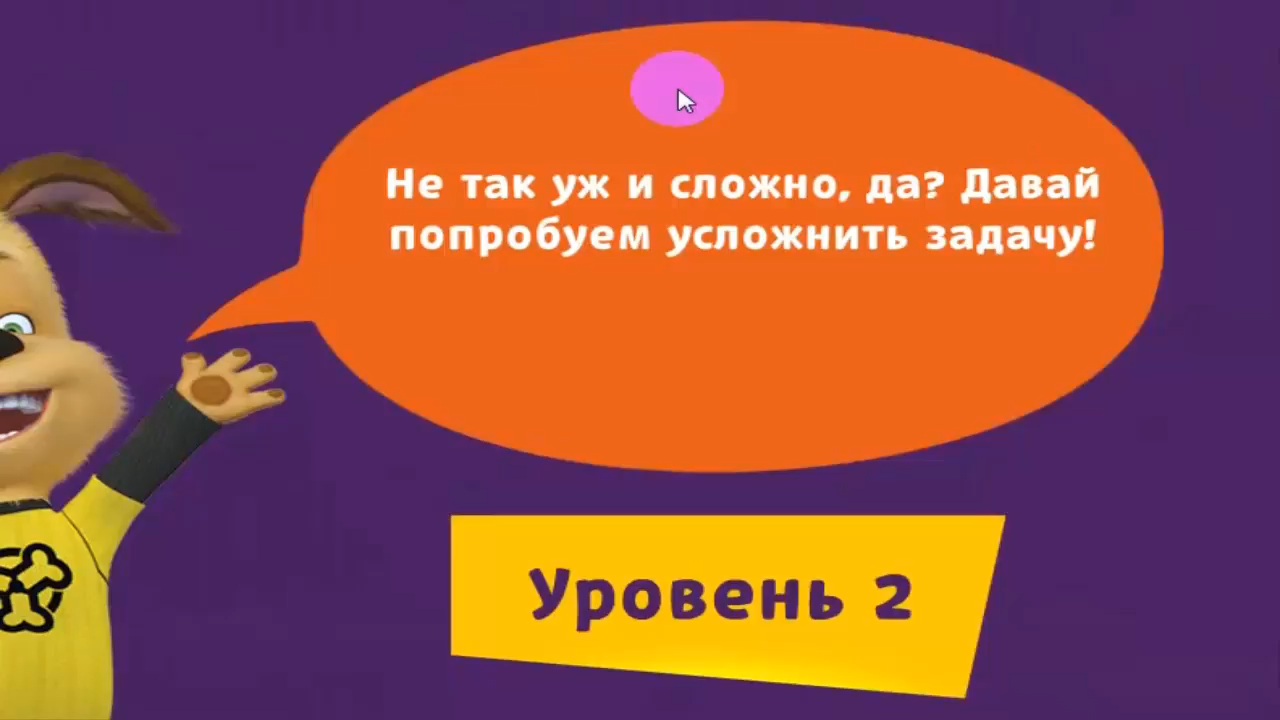 Не так уж и сложно, да? Давай
попробуем усложнить задачу!
Уровень 2